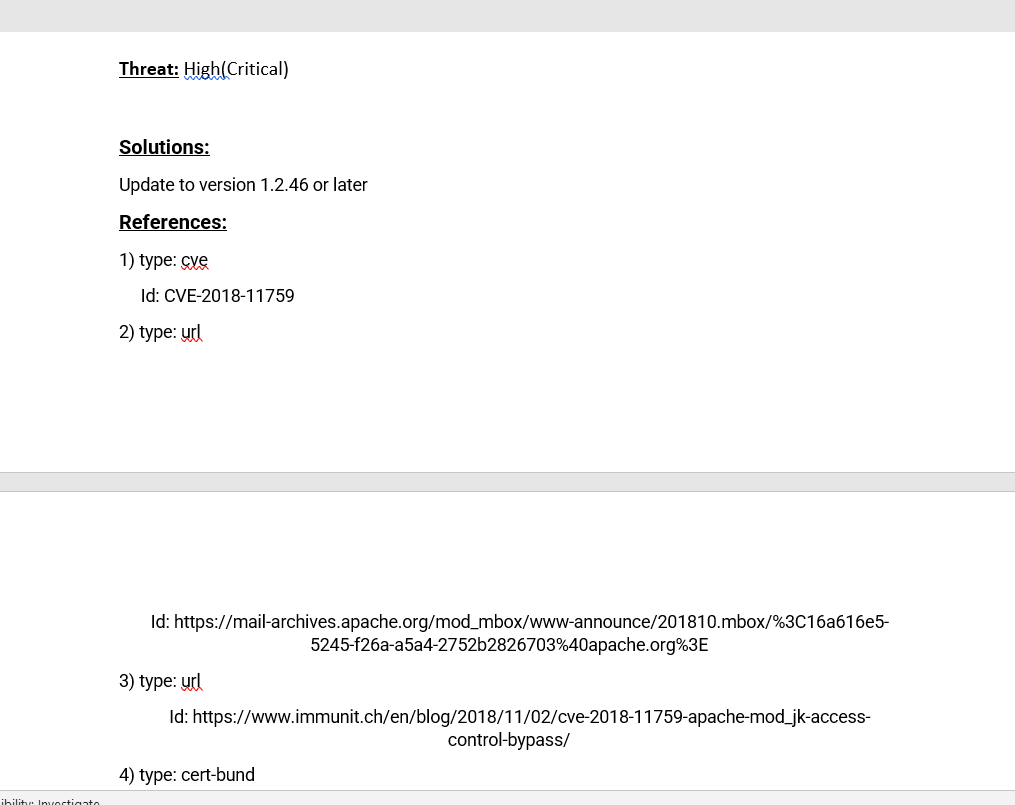 Threat: High(Critical)
Solutions:
Update to version 1.2.46 or later
References:
1) type: cve
Id: CVE-2018-11759
2) type: url
Id: https://mail-archives.apache.org/mod_mbox/www-announce/201810.mbox/%3C16a616e5-
5245-f26a-a5a4-2752b2826703%40apache.org%3E
3) type: url
Id: https://www.immunit.ch/en/blog/2018/11/02/cve-2018-11759-apache-mod_jk-access-
control-bypass/
4) type: cert-bund
ibility: Investigate